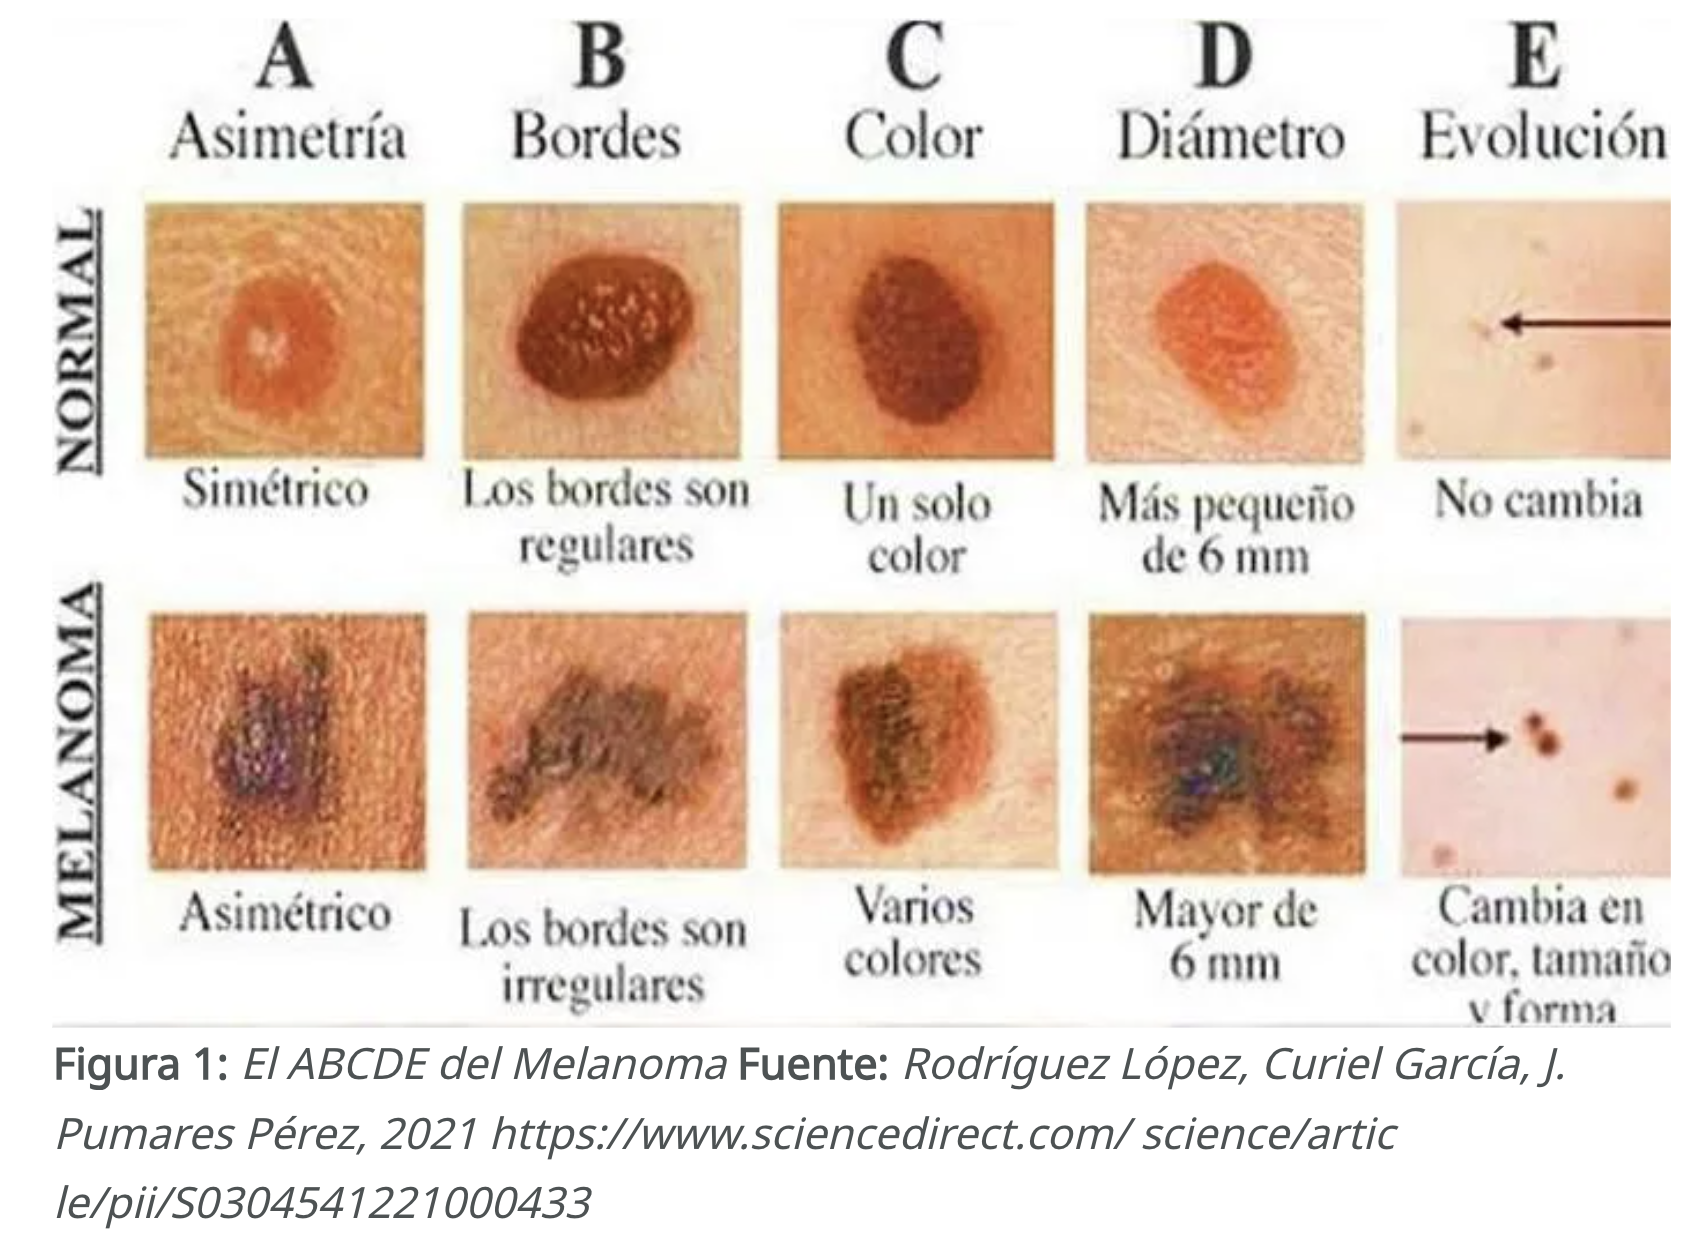 A B C D E
Asimetría Bordes Color Diámetro Evolución
NORMAL
Simétrico
Los bordes son
regulares
Un solo
color
Más pequeño
de 6 mm
No cambia
MELANOMA
Asimétrico
Los bordes son
irregulares
Varios
colores
Mayor de
6 mm
Cambia en
color, tamaño
y forma
Figura 1: El ABCDE del Melanoma Fuente: Rodríguez López, Curiel García, J.
Pumares Pérez, 2021 https://www.sciencedirect.com/ science/artic
le/pii/S0304541221000433